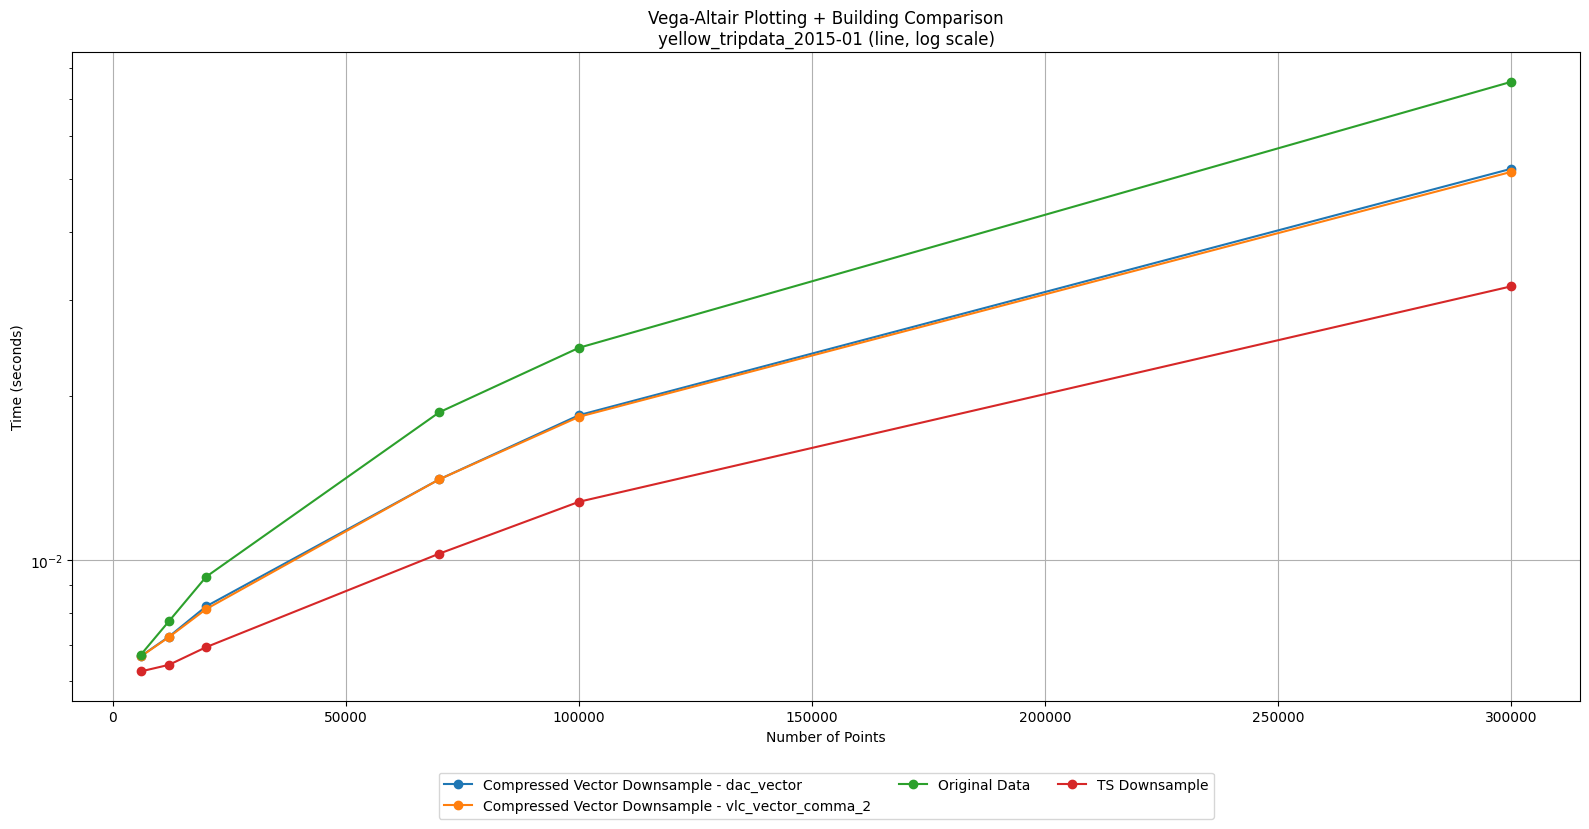 Vega-Altair Plotting + Building Comparison
yellow_tripdata_2015-01 (line, log scale)
Time (seconds)
10⁻²
0 50000 100000 150000 200000 250000 300000
Number of Points
Compressed Vector Downsample - dac_vector
Compressed Vector Downsample - vlc_vector_comma_2
Original Data
TS Downsample